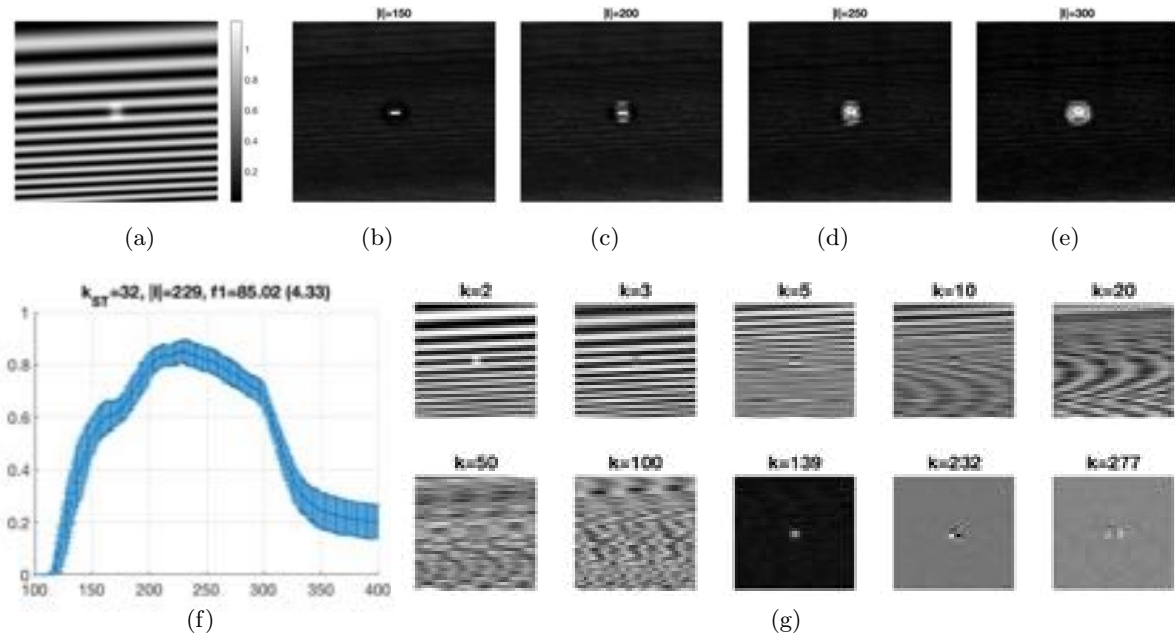 |l|=150 |l|=200 |l|=250 |l|=300
1
0.8
0.6
0.4
0.2
(a) (b) (c) (d) (e)
k_ST=32, |l|=229, f1=85.02 (4.33)
1
0.8
0.6
0.4
0.2
0
100 150 200 250 300 350 400
(f)
k=2 k=3 k=5 k=10 k=20
k=50 k=100 k=139 k=232 k=277
(g)